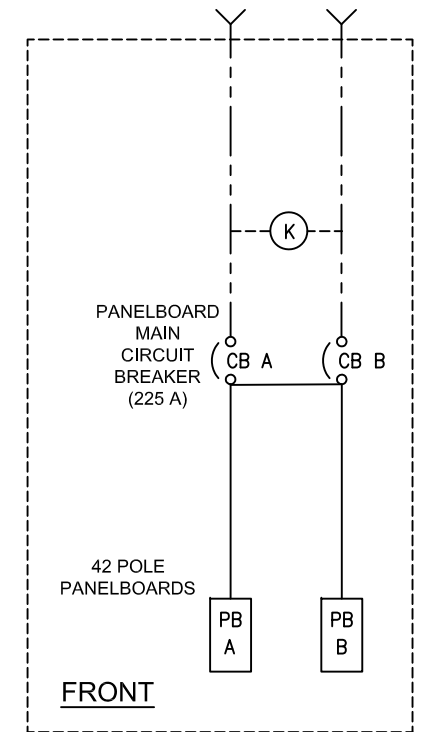 K
PANELBOARD
MAIN
CIRCUIT
BREAKER
(225 A)
CB A
CB B
42 POLE
PANELBOARDS
PB
A
PB
B
FRONT